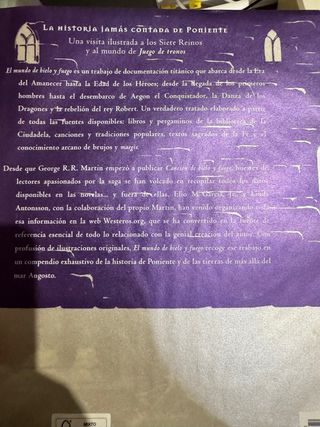 La historia jamás contada de Poniente
Una visita ilustrada a los Siete Reinos
y al mundo de Juego de tronos
El mundo de hielo y fuego es un trabajo de documentación titánico que abarca desde la Era
del Amanecer hasta la Edad de los Héroes; desde la llegada de los primeros
hombres hasta el desembarco de Aegon el Conquistador, la Danza de los
Dragones y la rebelión del rey Robert. Un verdadero tratado elaborado a partir
de todas las fuentes disponibles: libros y pergaminos de la biblioteca de la
Ciudadela, canciones y tradiciones populares, textos sagrados de la Fe y el
conocimiento arcano de brujos y magis.
Desde que George R.R. Martin empezó a publicar Canción de hielo y fuego, buenos
lectores apasionados por la saga se han volcado en recopilar todos los datos
disponibles en las novelas... y fuera de ellas. Elio M. García, Jr. y Linda
Antonsson, con la colaboración del propio Martin, han venido organizando toda
esa información en la web Westeros.org, que se ha convertido en la fuente de
referencia esencial de todo lo relacionado con la genial creación del autor. Con
profusión de ilustraciones originales, El mundo de hielo y fuego recoge ese trabajo en
un compendio exhaustivo de la historia de Poniente y de las tierras de más allá del
mar Angosto.
MIXTO